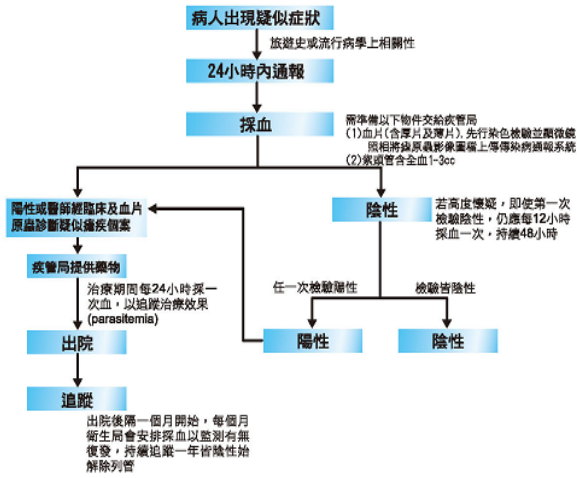 病人出現疑似症狀
旅遊史或流行病學上相關性
24小時內通報
採血
需準備以下物件交給疾管局
(1)血片(含厚片及薄片),先行染色檢驗並顯微鏡
照相將瘧原蟲影像圖檔上傳傳染病通報系統
(2)紫頭管含全血1-3cc
陽性或醫師經臨床及血片
原蟲診斷疑似瘧疾個案
陰性
若高度懷疑，即使第一次
檢驗陰性，仍應每12小時
採血一次，持續48小時
疾管局提供藥物
治療期間每24小時採一
次血，以追蹤治療效果
(parasitemia)
任一次檢驗陽性
檢驗皆陰性
出院
陽性
陰性
追蹤
出院後隔一個月開始，每個月
衛生局會安排採血以監測有無
復發，持續追蹤一年皆陰性始
解除列管